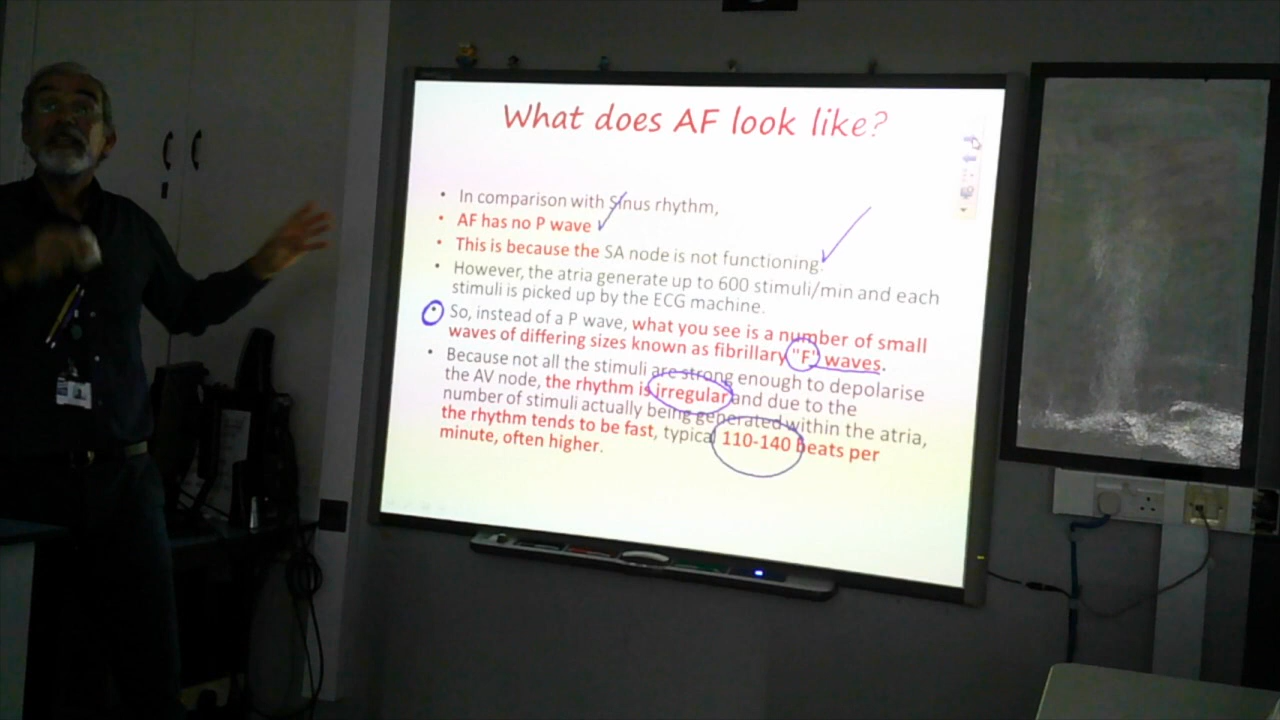 What does AF look like?
• In comparison with Sinus rhythm,
• AF has no P wave
• This is because the SA node is not functioning.
• However, the atria generate up to 600 stimuli/min and each
stimuli is picked up by the ECG machine.
• So, instead of a P wave, what you see is a number of small
waves of differing sizes known as fibrillary "F" waves.
• Because not all the stimuli are strong enough to depolarise
the AV node, the rhythm is irregular and due to the
number of stimuli actually being generated within the atria,
the rhythm tends to be fast, typical 110-140 beats per
minute, often higher.